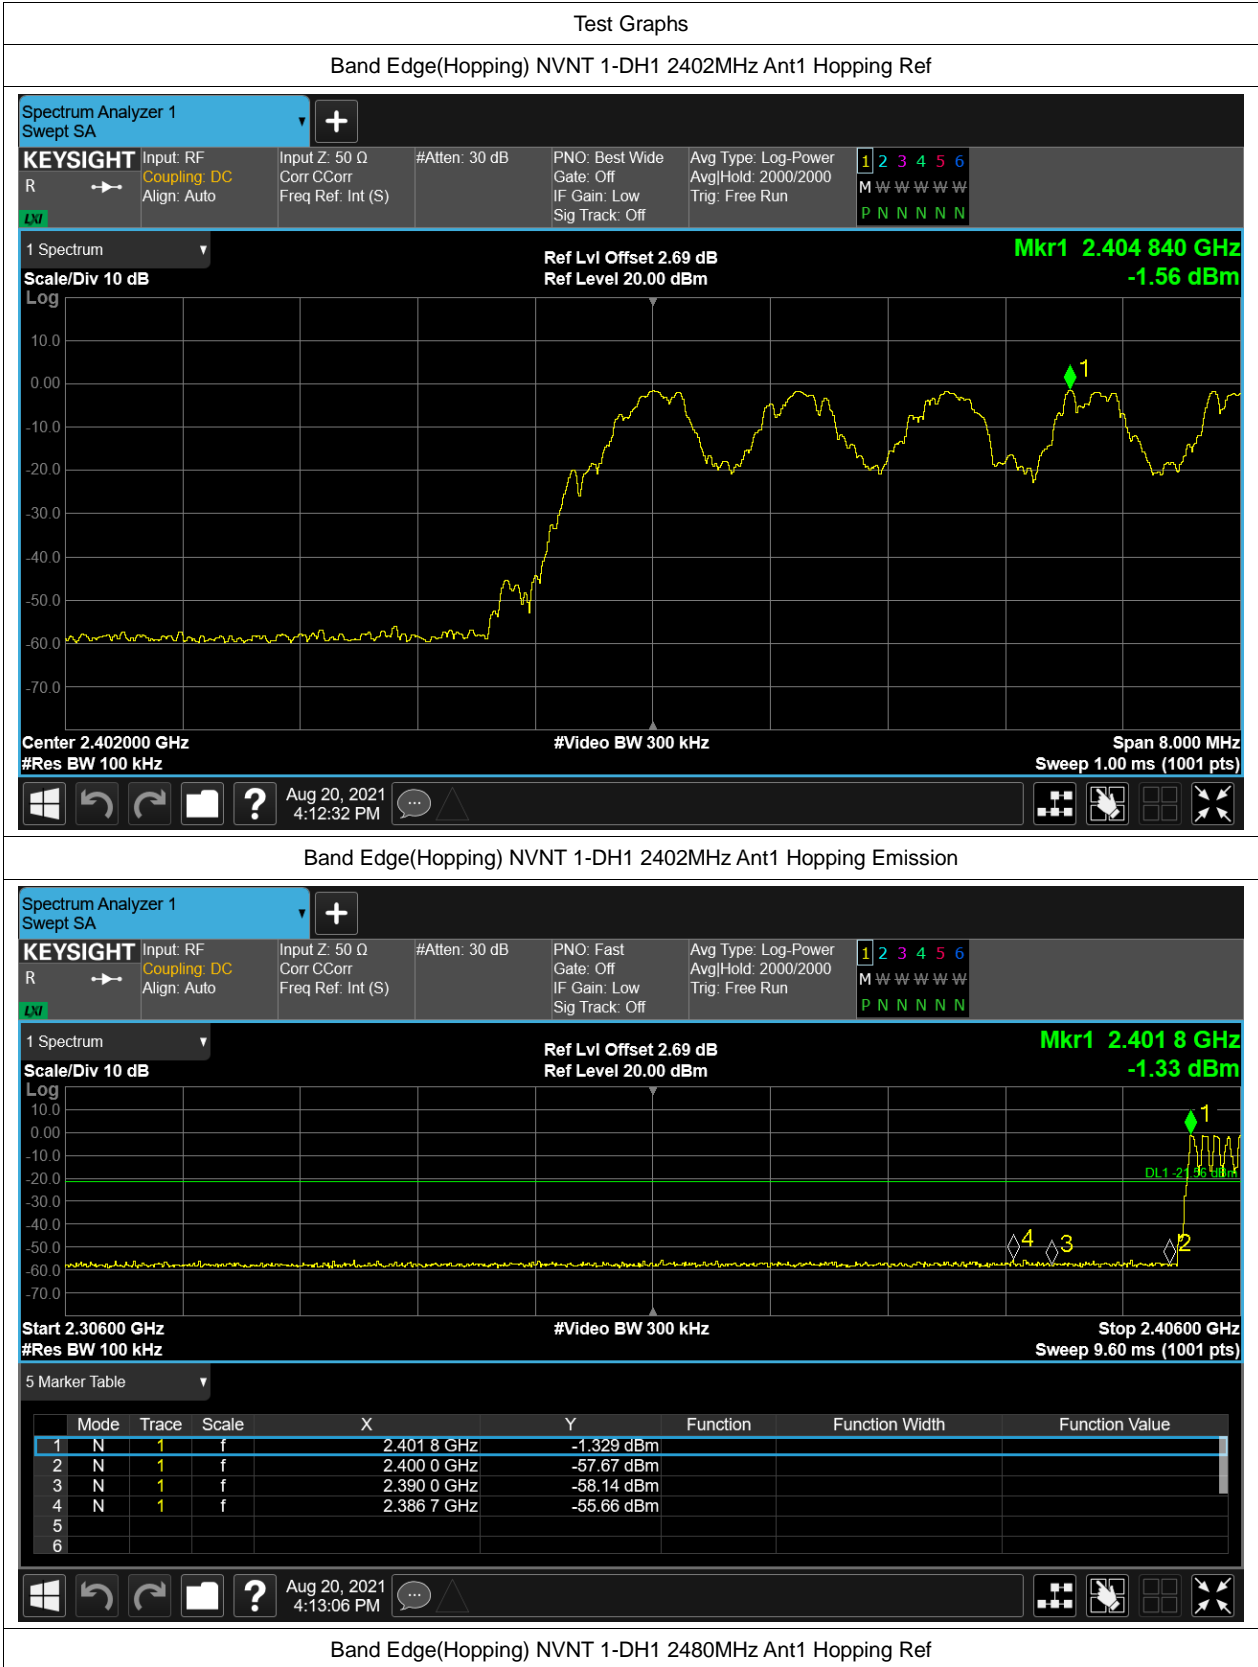 Test Graphs
Band Edge(Hopping) NVNT 1-DH1 2402MHz Ant1 Hopping Ref
Spectrum Analyzer 1
Swept SA
KEYSIGHT Input: RF Input Z: 50 Ω #Atten: 30 dB PNO: Best Wide Avg Type: Log-Power 1 2 3 4 5 6
R Coupling: DC Corr CCorr Gate: Off Avg|Hold: 2000/2000 M W W W W W
Align: Auto Freq Ref: Int (S) IF Gain: Low Trig: Free Run
LXI Sig Track: Off P N N N N N
1 Spectrum Ref Lvl Offset 2.69 dB Mkr1 2.404 840 GHz
Scale/Div 10 dB Ref Level 20.00 dBm -1.56 dBm
Log
10.0
1
0.00
-10.0
-20.0
-30.0
-40.0
-50.0
-60.0
-70.0
Center 2.402000 GHz #Video BW 300 kHz Span 8.000 MHz
#Res BW 100 kHz Sweep 1.00 ms (1001 pts)
? Aug 20, 2021
4:12:32 PM
Band Edge(Hopping) NVNT 1-DH1 2402MHz Ant1 Hopping Emission
Spectrum Analyzer 1
Swept SA
KEYSIGHT Input: RF Input Z: 50 Ω #Atten: 30 dB PNO: Fast Avg Type: Log-Power 1 2 3 4 5 6
R Coupling: DC Corr CCorr Gate: Off Avg|Hold: 2000/2000 M W W W W W
Align: Auto Freq Ref: Int (S) IF Gain: Low Trig: Free Run
LXI Sig Track: Off P N N N N N
1 Spectrum Ref Lvl Offset 2.69 dB Mkr1 2.401 8 GHz
Scale/Div 10 dB Ref Level 20.00 dBm -1.33 dBm
Log
10.0 1
0.00
-10.0
-20.0 DL1 -21.56 dBm
-30.0
-40.0
-50.0 4 3 2
-60.0
-70.0
Start 2.30600 GHz #Video BW 300 kHz Stop 2.40600 GHz
#Res BW 100 kHz Sweep 9.60 ms (1001 pts)
5 Marker Table
Mode Trace Scale X Y Function Function Width Function Value
1 N 1 f 2.401 8 GHz -1.329 dBm
2 N 1 f 2.400 0 GHz -57.67 dBm
3 N 1 f 2.390 0 GHz -58.14 dBm
4 N 1 f 2.386 7 GHz -55.66 dBm
5
6
? Aug 20, 2021
4:13:06 PM
Band Edge(Hopping) NVNT 1-DH1 2480MHz Ant1 Hopping Ref